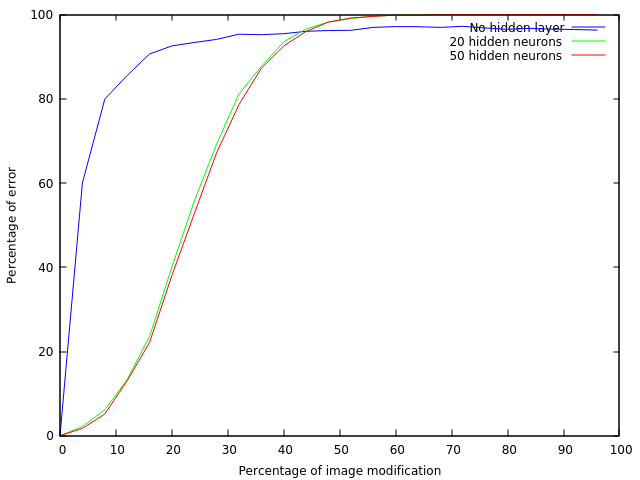 100
80
60
40
20
0
0 10 20 30 40 50 60 70 80 90 100
Percentage of error
Percentage of image modification
No hidden layer
20 hidden neurons
50 hidden neurons